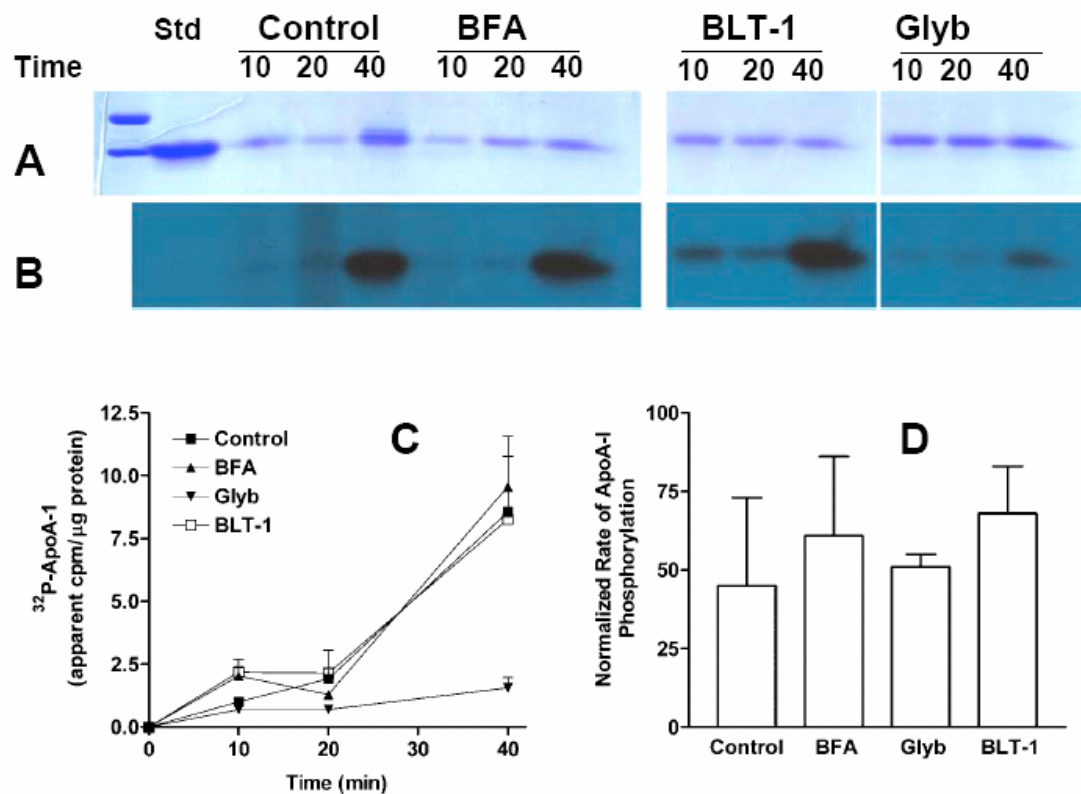 Std Control BFA BLT-1 Glyb
Time 10 20 40 10 20 40 10 20 40 10 20 40
A
B
C
12.5
10.0
7.5
5.0
2.5
0.0
Control
BFA
Glyb
BLT-1
³²P-ApoA-1
(apparent cpm/µg protein)
0 10 20 30 40
Time (min)
D
100
75
50
25
0
Normalized Rate of ApoA-I
Phosphorylation
Control BFA Glyb BLT-1